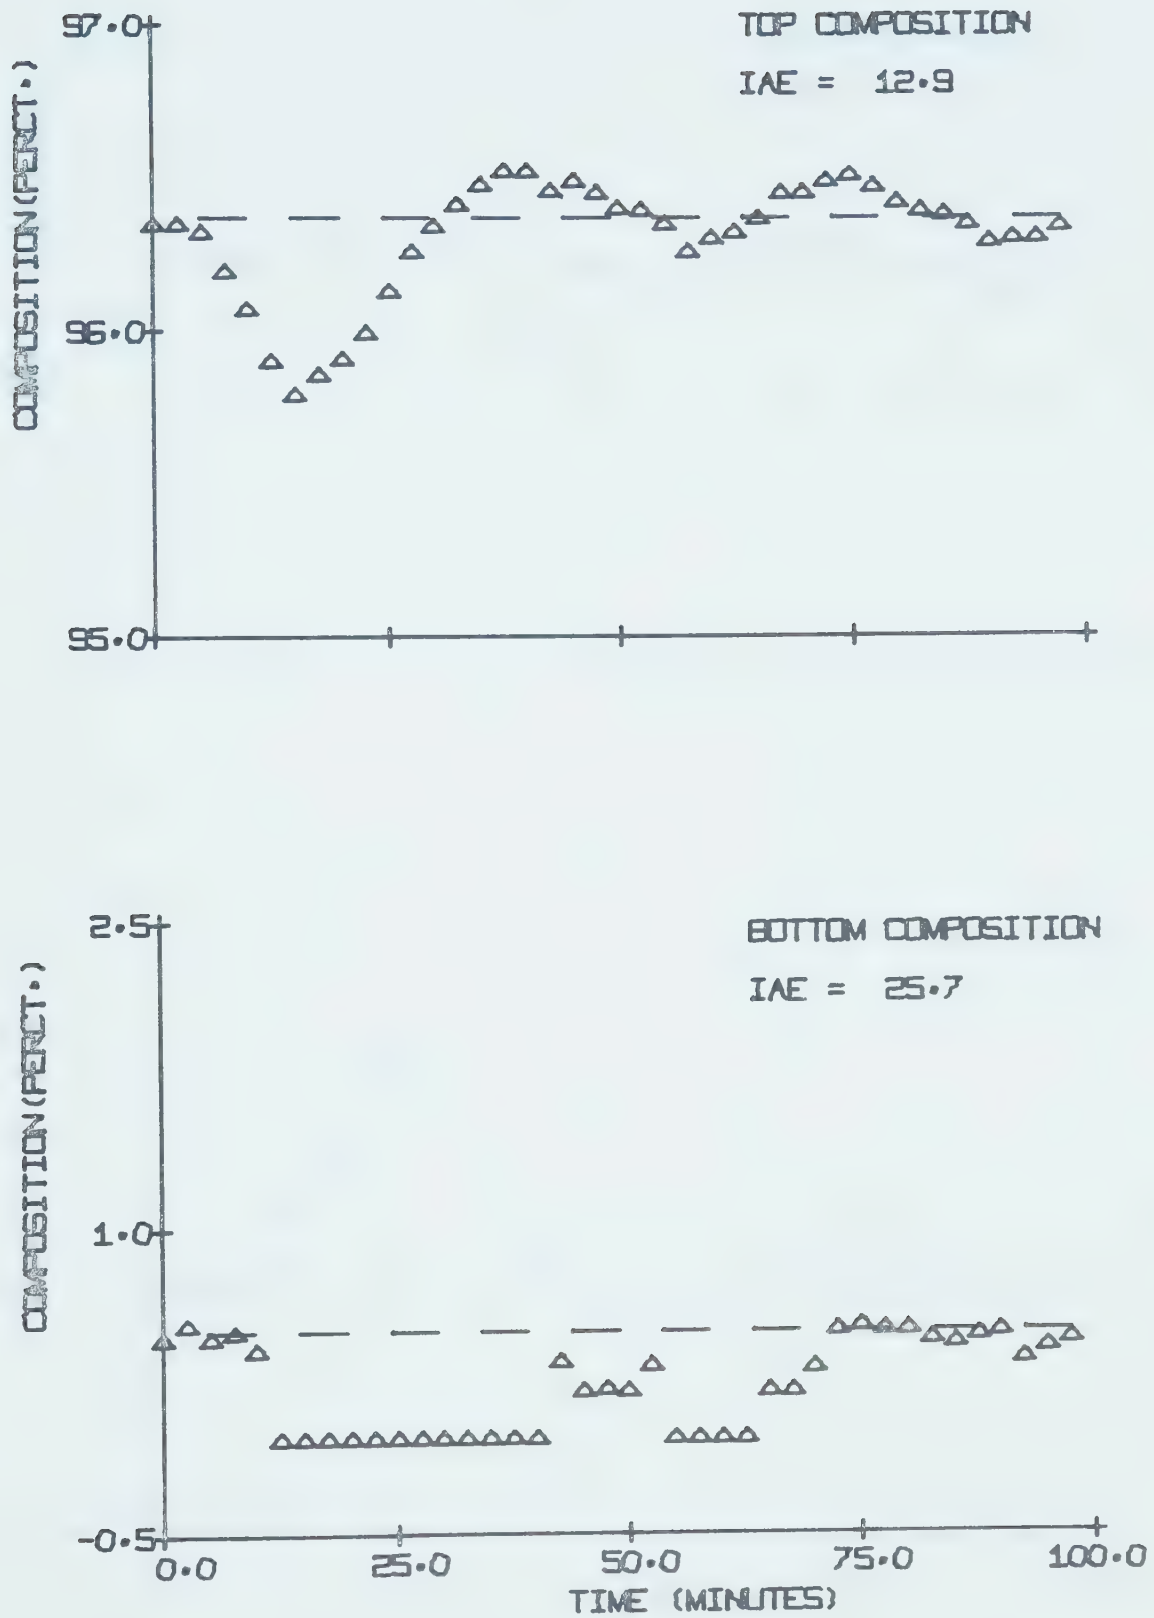 TOP COMPOSITION
IAE = 12.9
97.0
96.0
95.0
COMPOSITION(PERCT.)
BOTTOM COMPOSITION
IAE = 25.7
2.5
1.0
-0.5
COMPOSITION(PERCT.)
0.0 25.0 50.0 75.0 100.0
TIME (MINUTES)